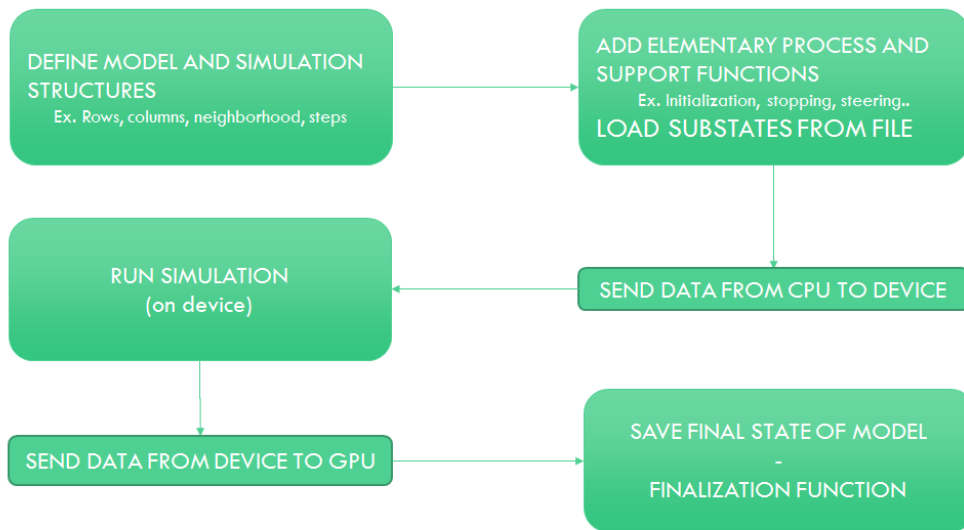 DEFINE MODEL AND SIMULATION
STRUCTURES
Ex. Rows, columns, neighborhood, steps
ADD ELEMENTARY PROCESS AND
SUPPORT FUNCTIONS
Ex. Initialization, stopping, steering..
LOAD SUBSTATES FROM FILE
SEND DATA FROM CPU TO DEVICE
RUN SIMULATION
(on device)
SEND DATA FROM DEVICE TO GPU
SAVE FINAL STATE OF MODEL
-
FINALIZATION FUNCTION